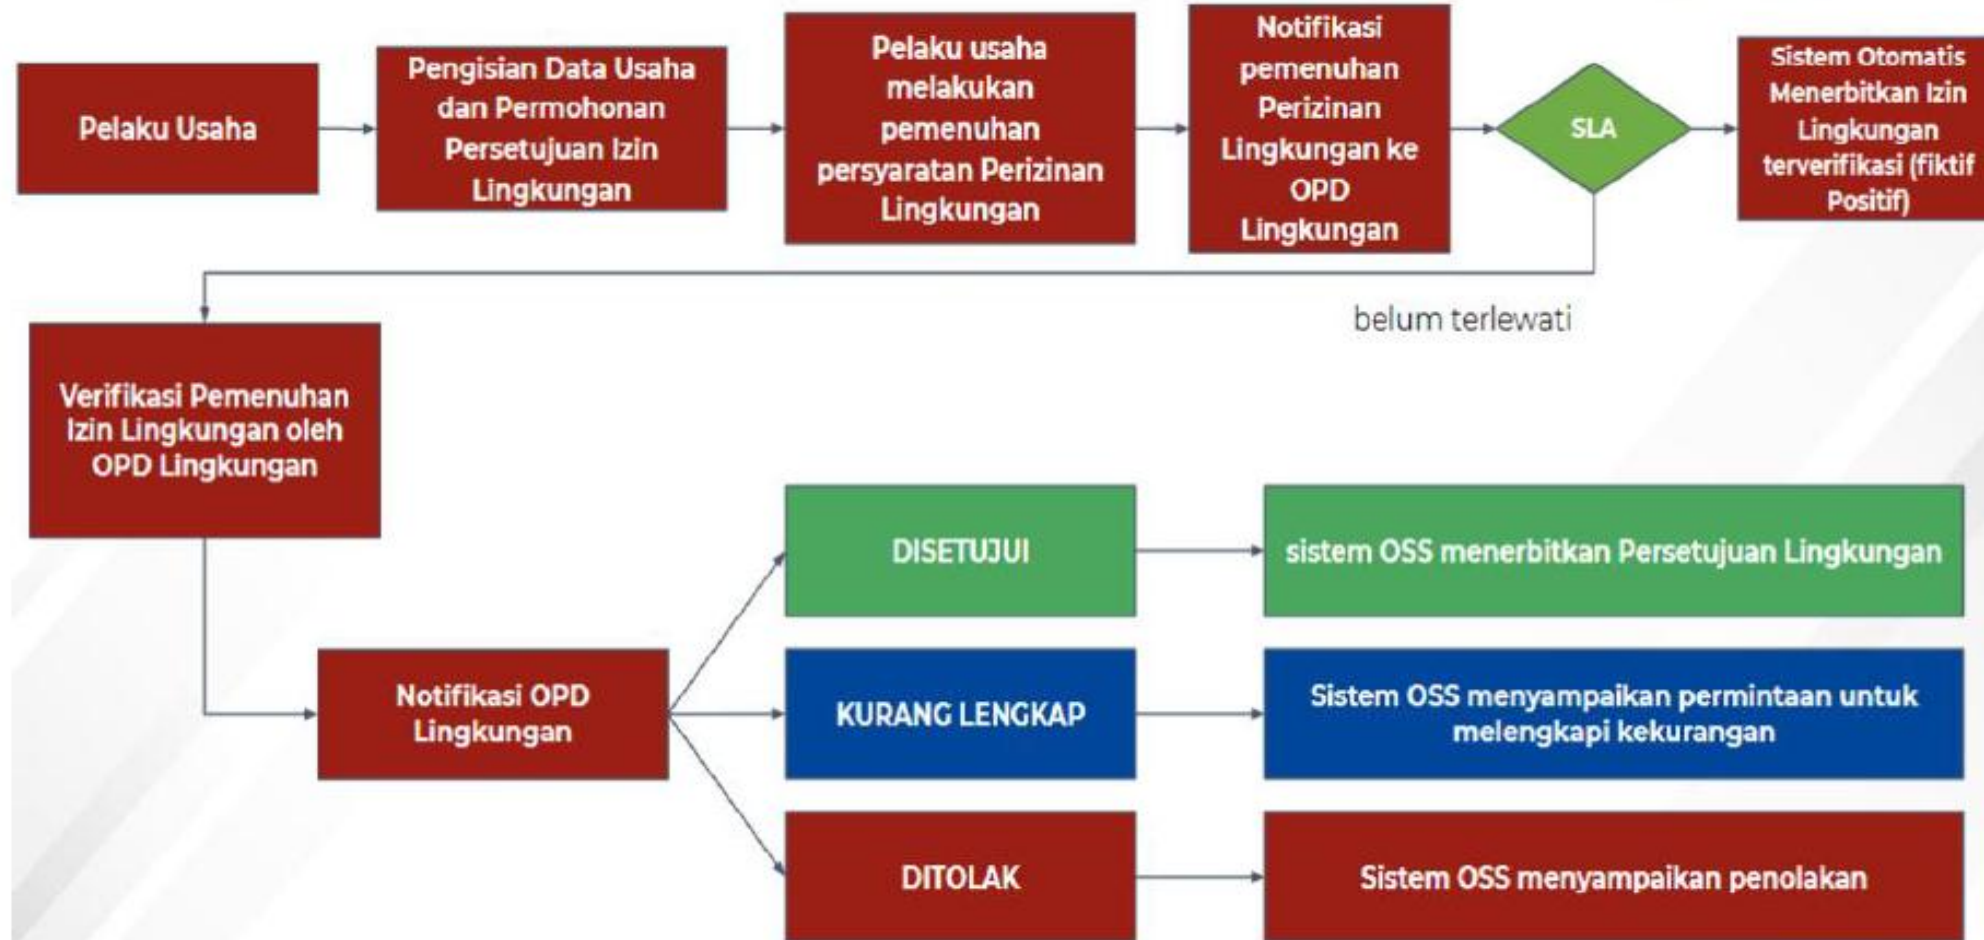 Pelaku Usaha
Pengisian Data Usaha
dan Permohonan
Persetujuan Izin
Lingkungan
Pelaku usaha
melakukan
pemenuhan
persyaratan Perizinan
Lingkungan
Notifikasi
pemenuhan
Perizinan
Lingkungan ke
OPD
Lingkungan
SLA
Sistem Otomatis
Menerbitkan Izin
Lingkungan
terverifikasi (fiktif
Positif)
belum terlewati
Verifikasi Pemenuhan
Izin Lingkungan oleh
OPD Lingkungan
Notifikasi OPD
Lingkungan
DISETUJUI
sistem OSS menerbitkan Persetujuan Lingkungan
KURANG LENGKAP
Sistem OSS menyampaikan permintaan untuk
melengkapi kekurangan
DITOLAK
Sistem OSS menyampaikan penolakan